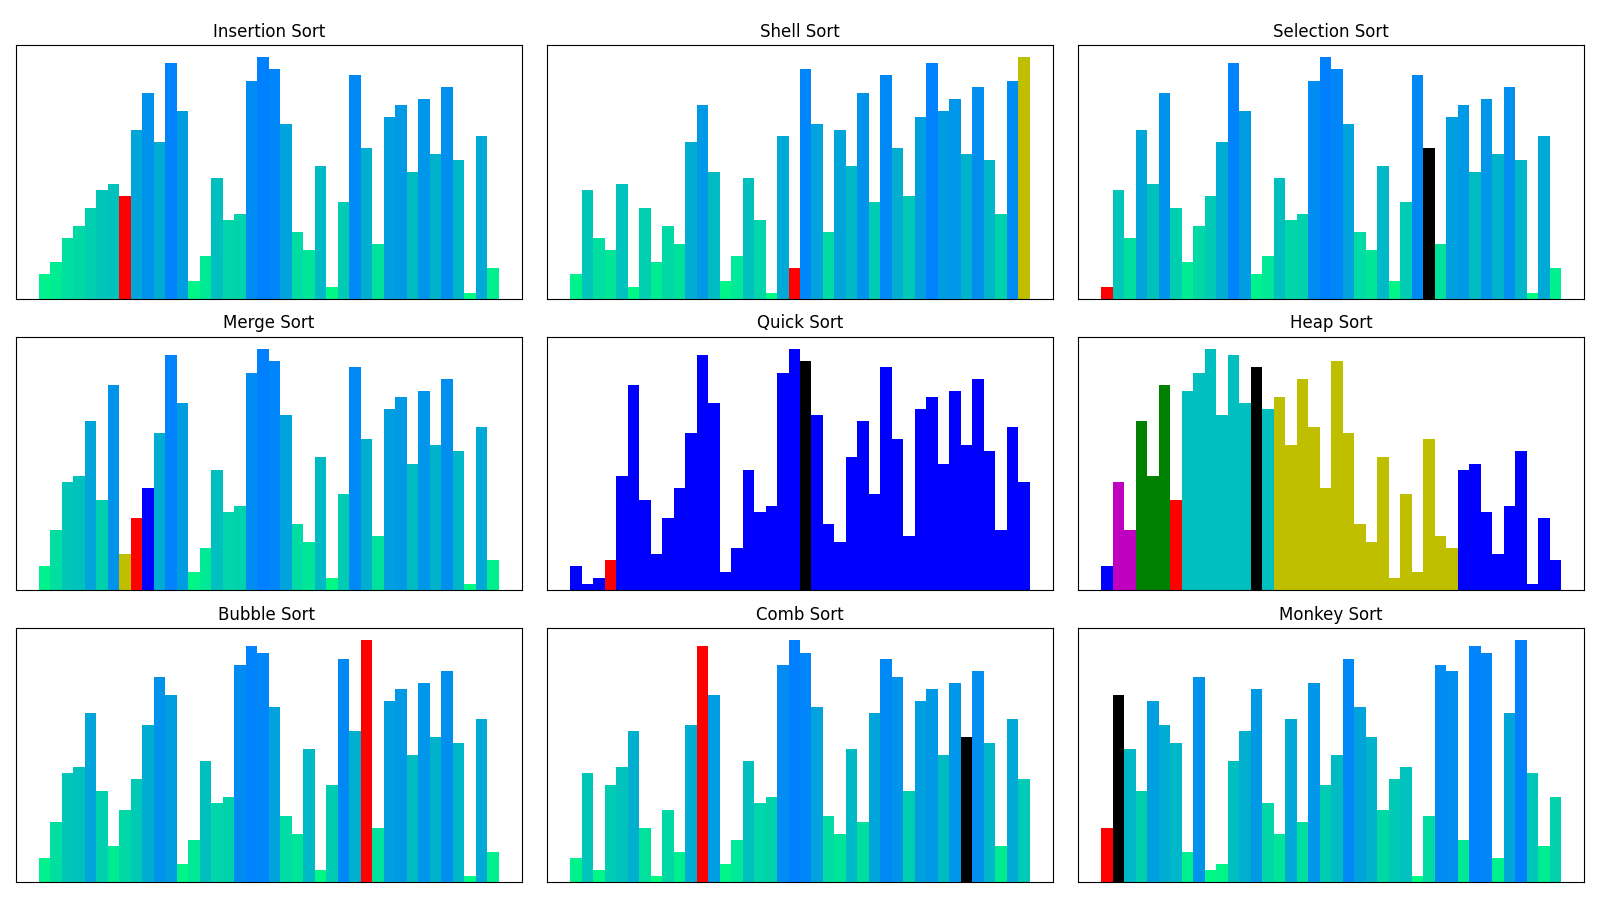 Insertion Sort
Shell Sort
Selection Sort
Merge Sort
Quick Sort
Heap Sort
Bubble Sort
Comb Sort
Monkey Sort